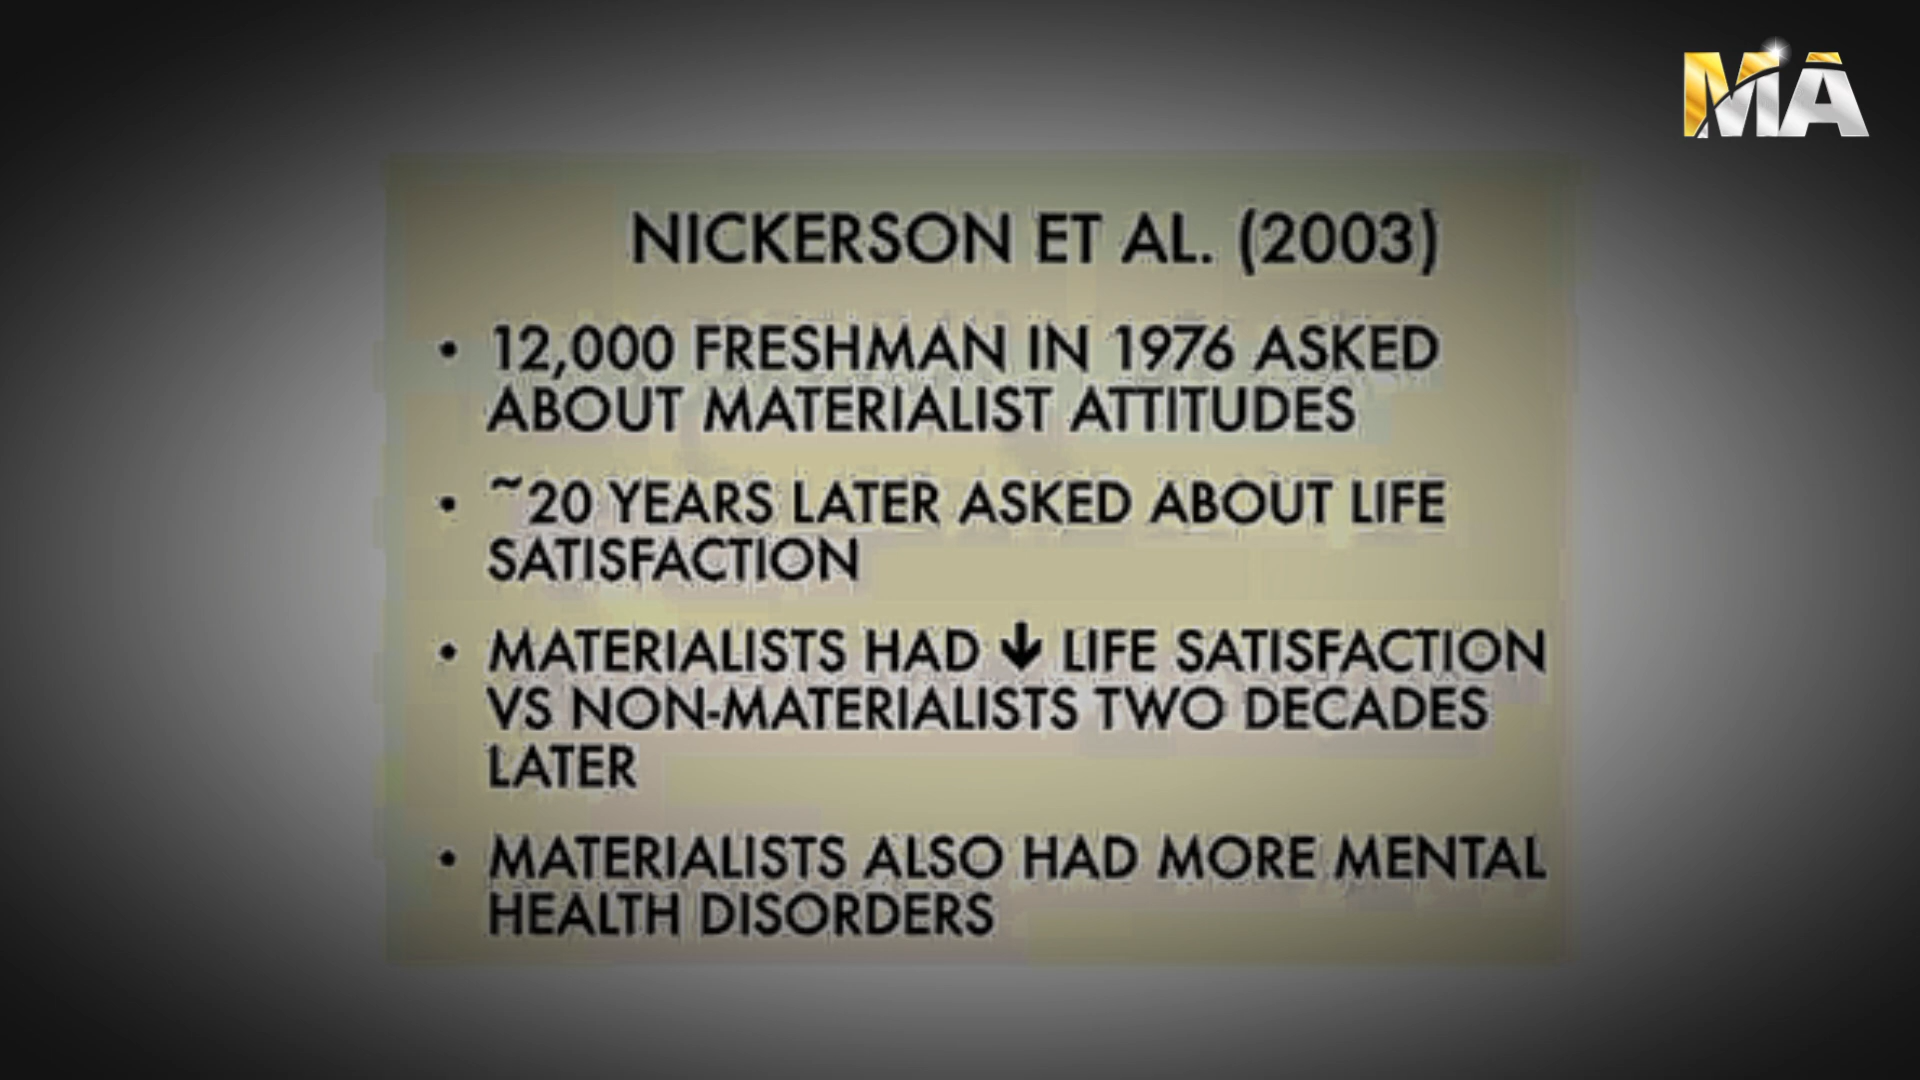 MA
NICKERSON ET AL. (2003)
• 12,000 FRESHMAN IN 1976 ASKED
ABOUT MATERIALIST ATTITUDES
• ~20 YEARS LATER ASKED ABOUT LIFE
SATISFACTION
• MATERIALISTS HAD ↓ LIFE SATISFACTION
VS NON-MATERIALISTS TWO DECADES
LATER
• MATERIALISTS ALSO HAD MORE MENTAL
HEALTH DISORDERS